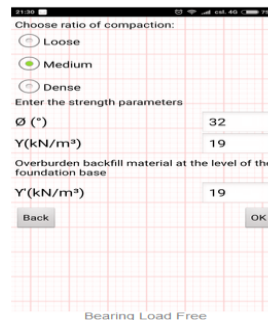 21:30
Choose ratio of compaction:
Loose
Medium
Dense
Enter the strength parameters
Ø (°) 32
Y(kN/m³) 19
Overburden backfill material at the level of the
foundation base
Y'(kN/m³) 19
Back OK
Bearing Load Free